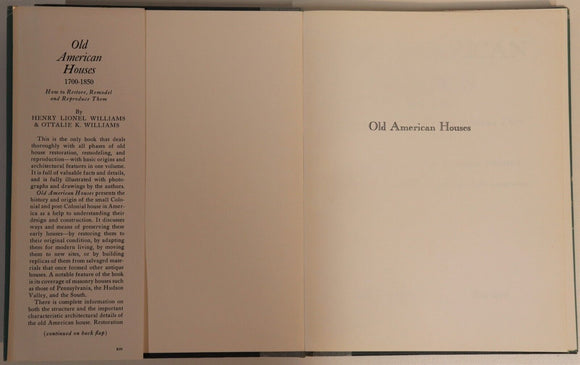 Old
American
Houses
1700-1850
How to Restore, Remodel
and Reproduce Them
By
HENRY LIONEL WILLIAMS
& OTTALIE K. WILLIAMS
This is the only book that deals
thoroughly with all phases of old
house restoration, remodeling, and
reproduction—with basic origins and
architectural features in one volume.
It is full of valuable facts and details,
and is fully illustrated with photo-
graphs and drawings by the authors.
Old American Houses presents the
history and origin of the small Colo-
nial and post-Colonial house in Amer-
ica as a help to understanding their
design and construction. It discusses
ways and means of preserving these
early houses—by restoring them to
their original condition, by adapting
them for modern living, by moving
them to new sites, or by building
replicas of them from salvaged mate-
rials that once formed other antique
houses. A notable feature of the book
is its coverage of masonry houses such
as those of Pennsylvania, the Hudson
Valley, and the South.
There is complete information on
both the structure and the important
characteristic architectural details of
the old American house. Restoration
(continued on back flap)
Old American Houses